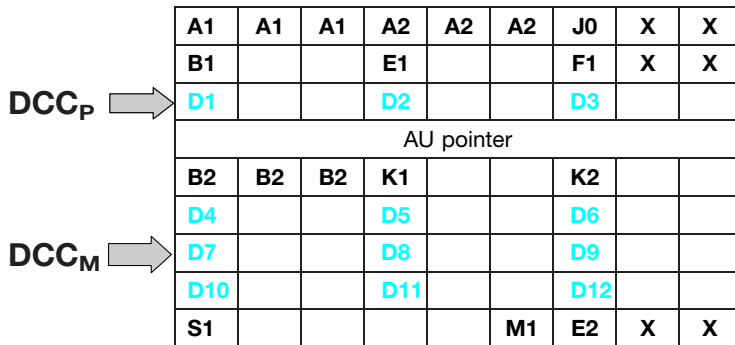 A1 A1 A1 A2 A2 A2 J0 X X
B1 E1 F1 X X
DCCP D1 D2 D3
AU pointer
B2 B2 B2 K1 K2
D4 D5 D6
DCCM D7 D8 D9
D10 D11 D12
S1 M1 E2 X X